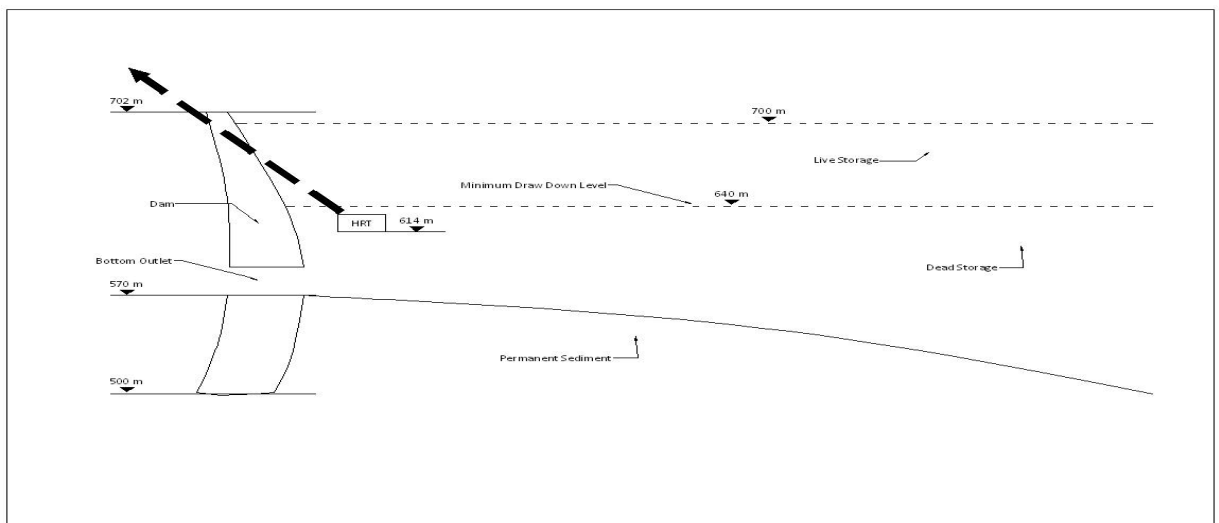 702 m
700 m
Live Storage
Minimum Draw Down Level
640 m
Dam
HRT
614 m
Bottom Outlet
Dead Storage
570 m
Permanent Sediment
500 m